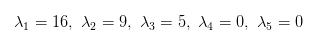 λ₁ = 16, λ₂ = 9, λ₃ = 5, λ₄ = 0, λ₅ = 0